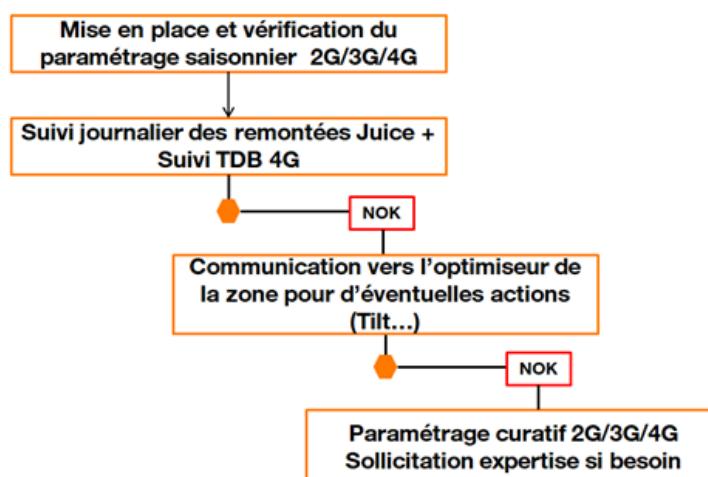 Mise en place et vérification du
paramétrage saisonnier 2G/3G/4G
Suivi journalier des remontées Juice +
Suivi TDB 4G
NOK
Communication vers l'optimiseur de
la zone pour d'éventuelles actions
(Tilt...)
NOK
Paramétrage curatif 2G/3G/4G
Sollicitation expertise si besoin